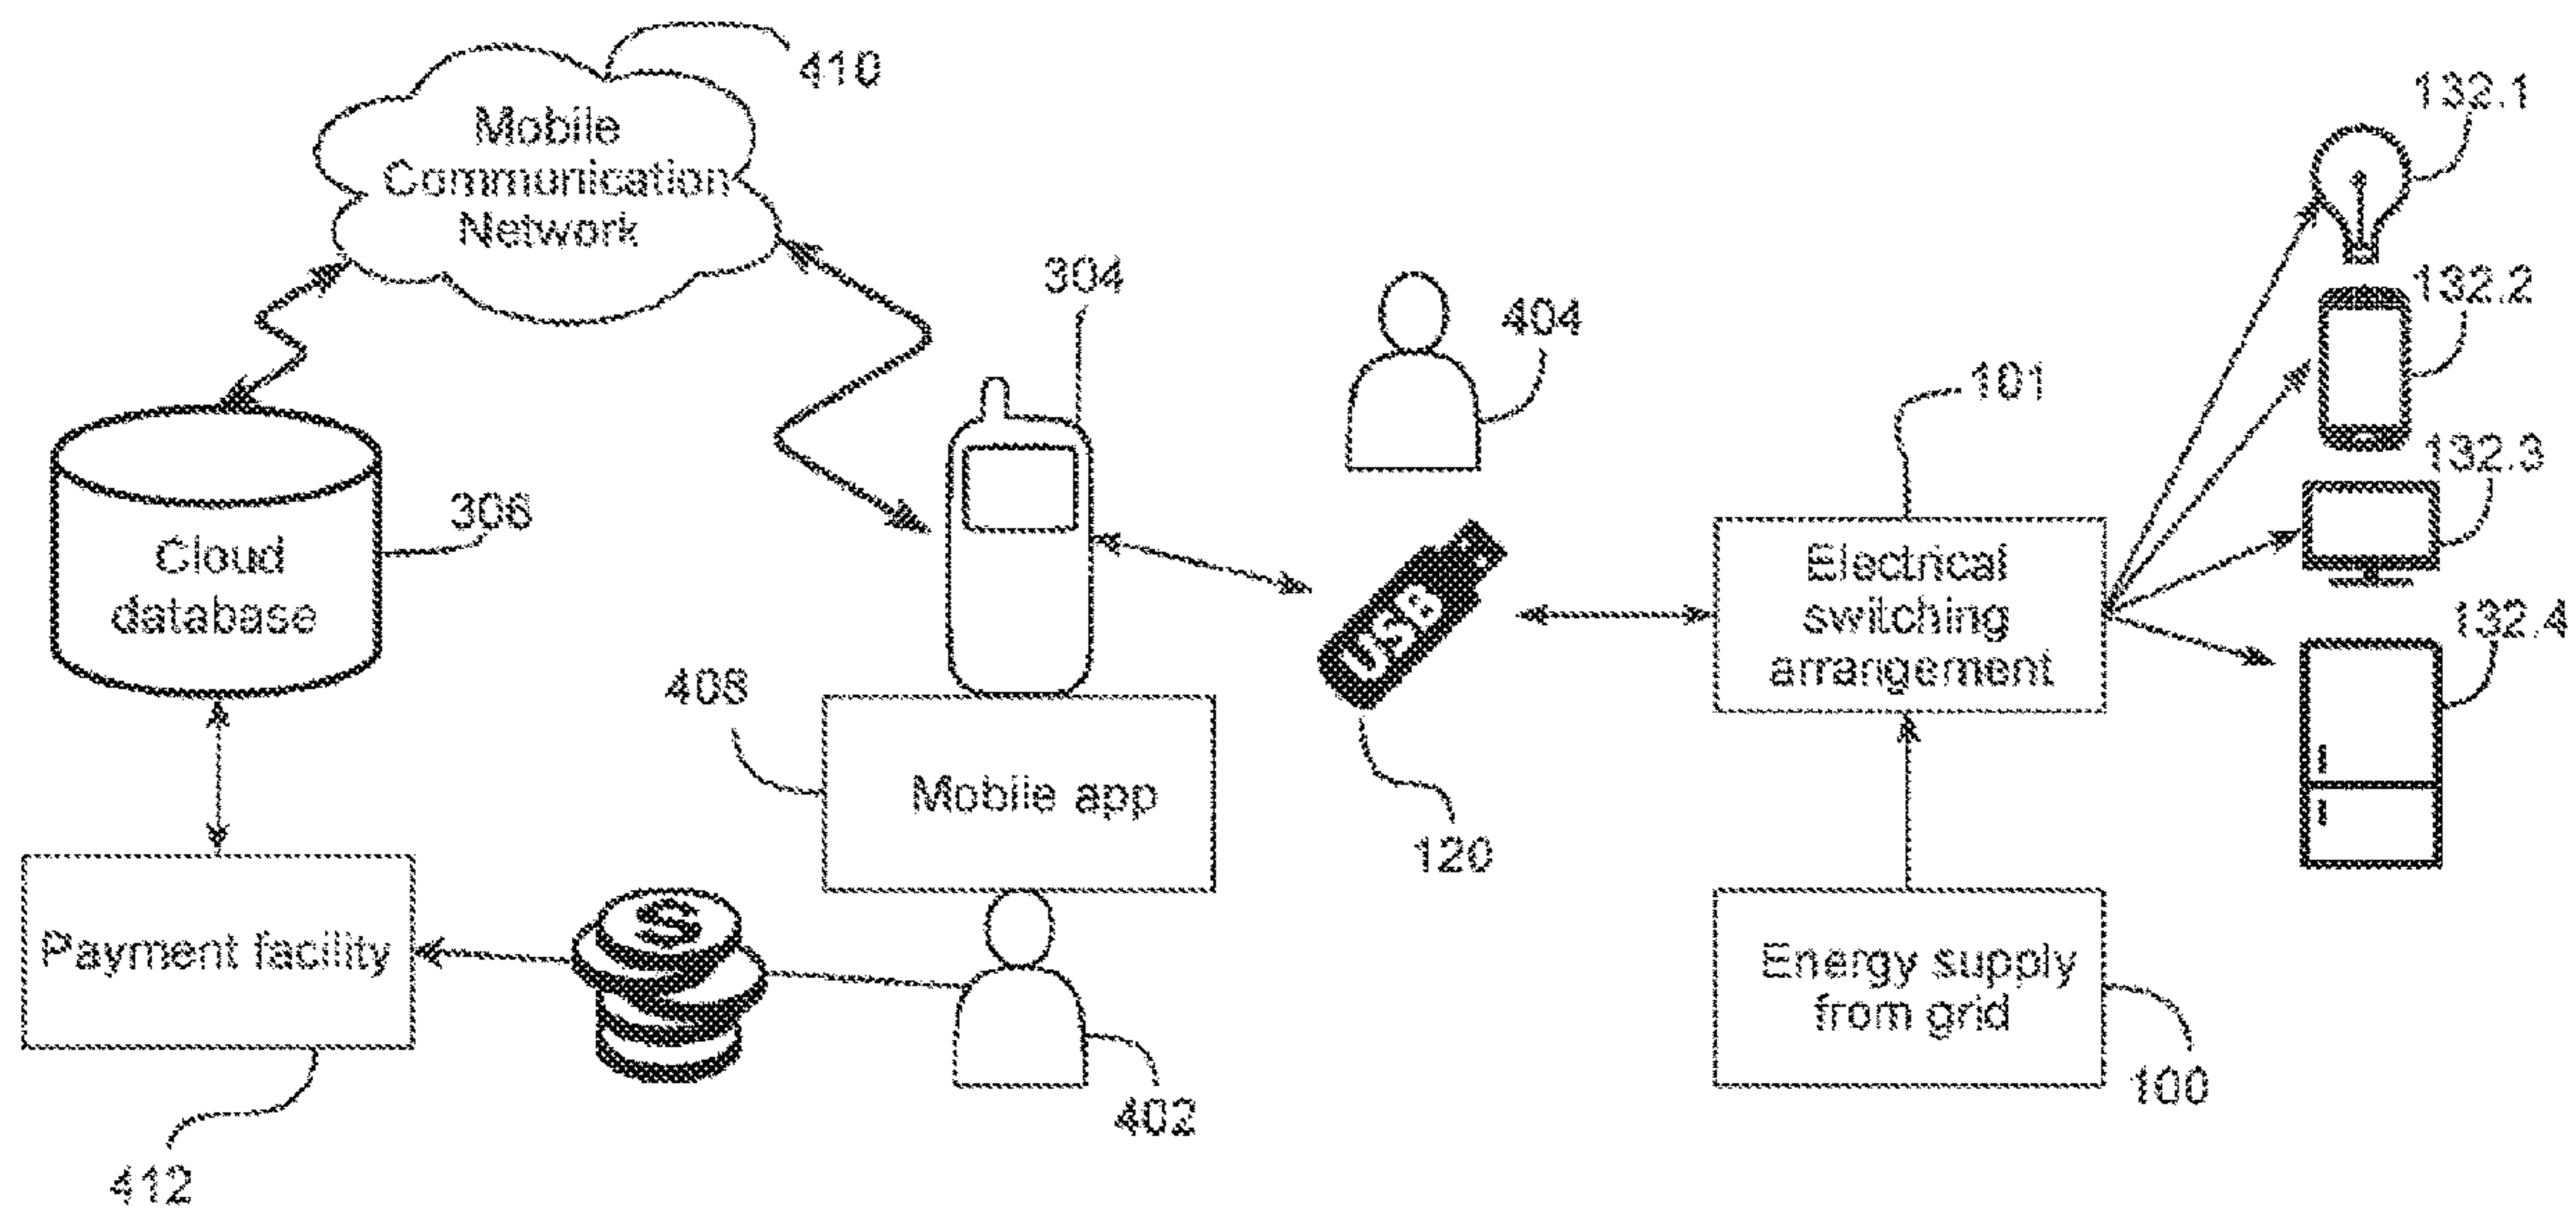 410
Mobile
Communication
Network
132.1
304
132.2
404
101
132.3
306
Cloud
database
USB
Electrical
switching
arrangement
132.4
408
Mobile app
120
S
Payment facility
Energy supply
from grid
100
402
412